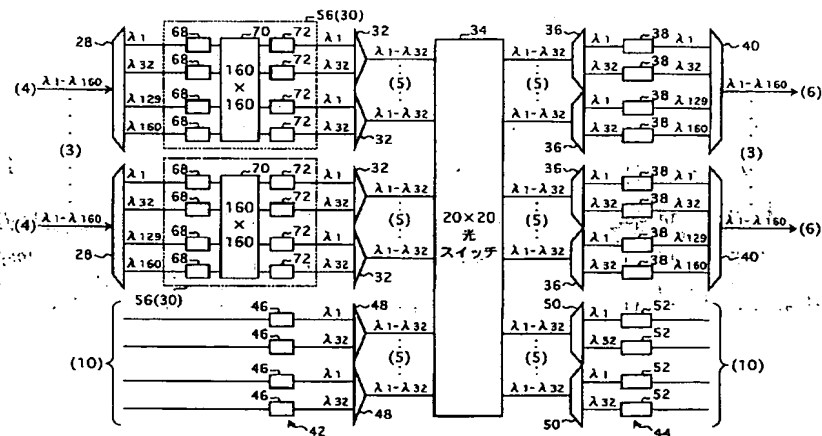 56(30)
28 λ1 68 70 72 λ1 32 34 36 λ1 38 λ1 40
λ32 λ32 λ1-λ32 λ1-λ32 λ32 38 λ32
(4) λ1-λ160 160 × 160 (5) (5) λ1-λ160 (6)
λ129 68 72 λ1 λ1 38 λ129
λ160 68 72 λ32 32 λ1-λ32 λ1-λ32 36 λ32 38 λ160
(3) (3)
λ1 68 70 72 λ1 32 36 λ1 38 λ1
λ32 68 72 λ32 λ1-λ32 λ1-λ32 λ32 38 λ32
(4) λ1-λ160 160 × 160 (5) 20×20 光 スイッチ (5) λ1-λ160 (6)
28 λ129 68 72 λ1 λ1 38 λ129 40
λ160 68 72 λ32 32 λ1-λ32 λ1-λ32 36 λ32 38 λ160
56(30)
46 λ1 48 50 λ1 52
46 λ32 λ1-λ32 λ1-λ32 λ32 52
(10) (5) (5) (10)
46 λ1 λ1 52
46 λ32 48 λ1-λ32 λ1-λ32 50 λ32 52
42 44